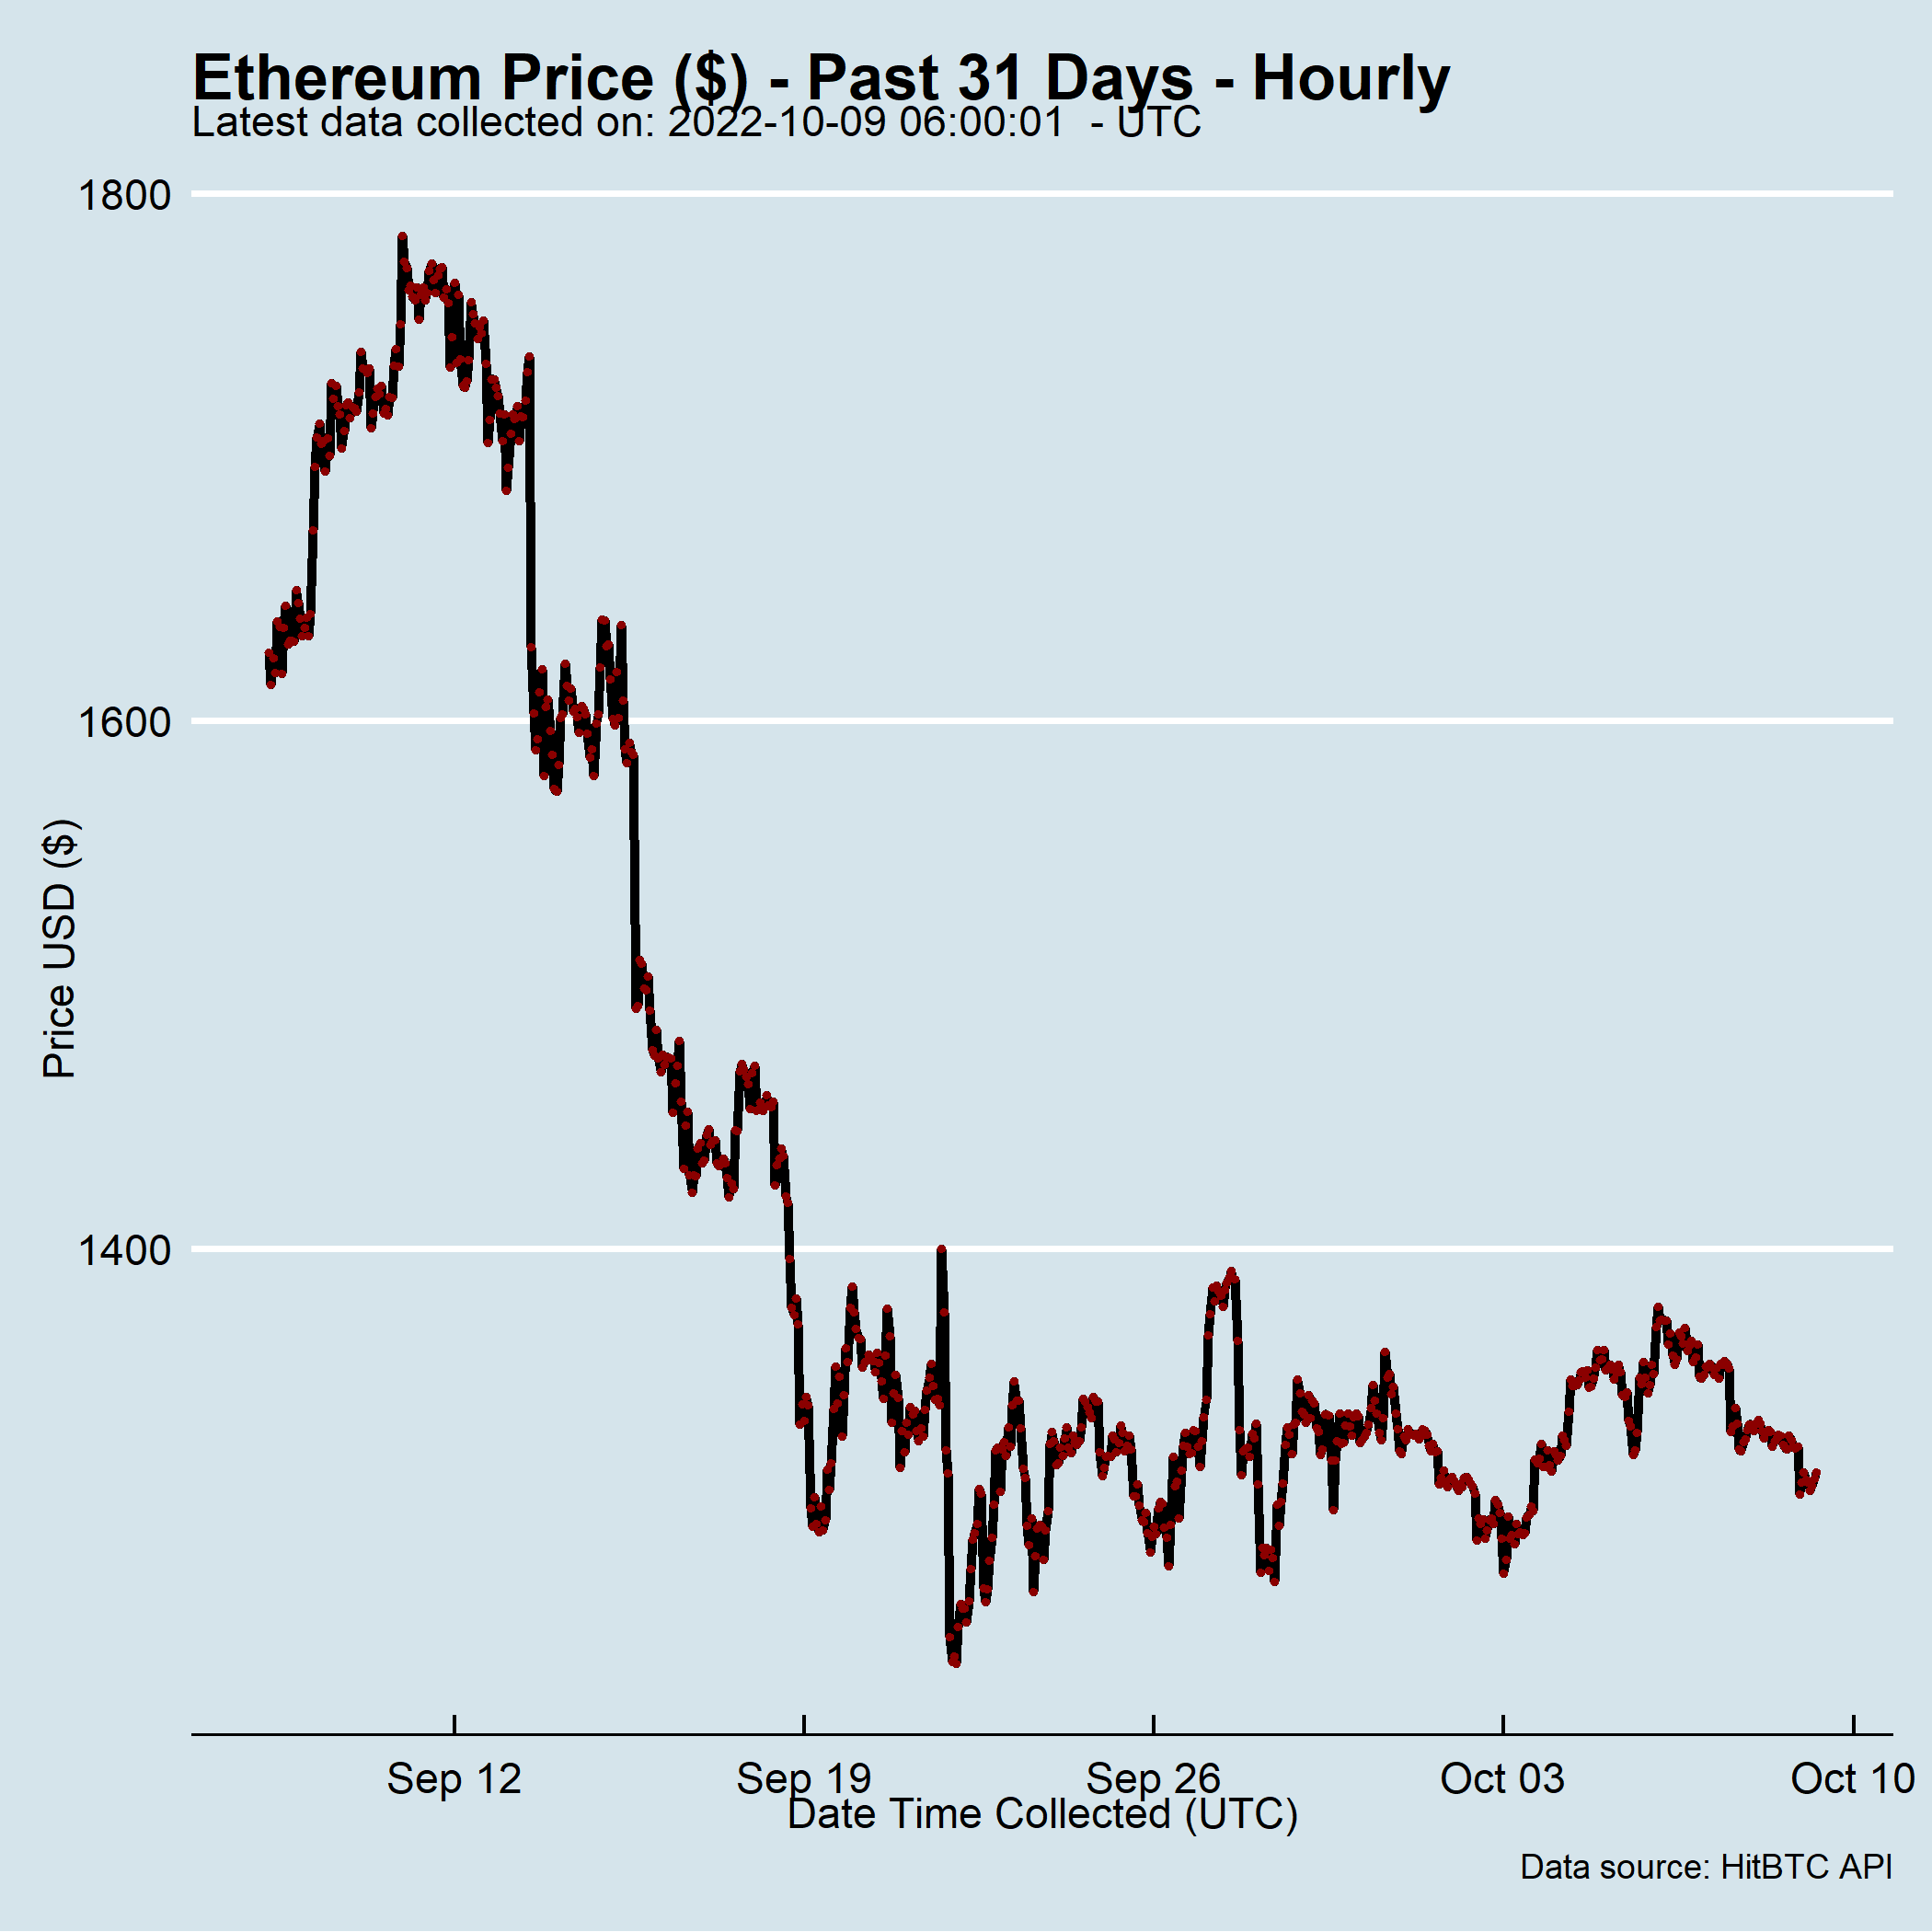 Ethereum Price ($) - Past 31 Days - Hourly
Latest data collected on: 2022-10-09 06:00:01  - UTC
1800
1600
1400
Price USD ($)
Sep 12
Sep 19
Sep 26
Oct 03
Oct 10
Date Time Collected (UTC)
Data source: HitBTC API